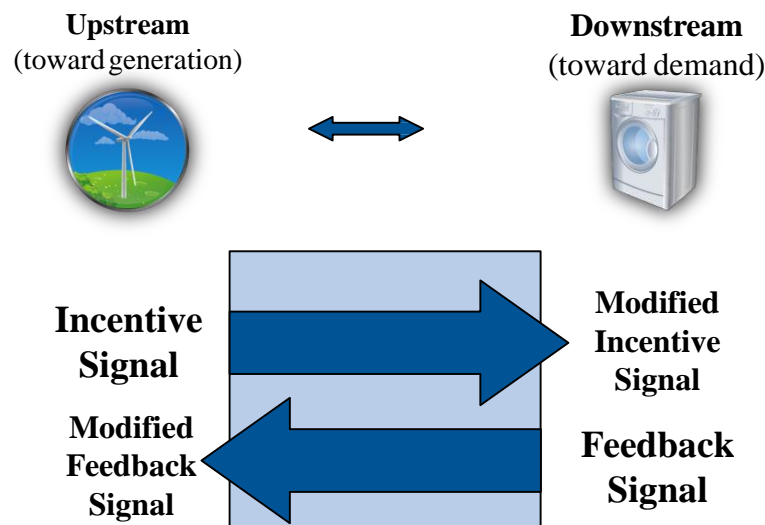 Upstream
(toward generation)
Downstream
(toward demand)
Incentive
Signal
Modified
Incentive
Signal
Modified
Feedback
Signal
Feedback
Signal